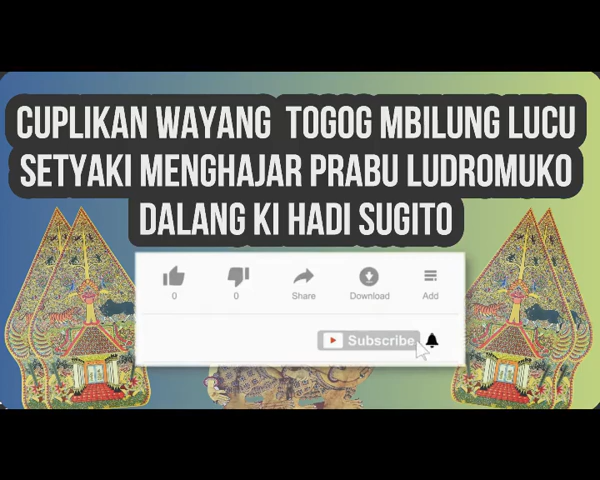 CUPLIKAN WAYANG TOGOG MBILUNG LUCU
SETYAKI MENGHAJAR PRABU LUDROMUKO
DALANG KI HADI SUGITO
0 0 Share Download Add
Subscribe